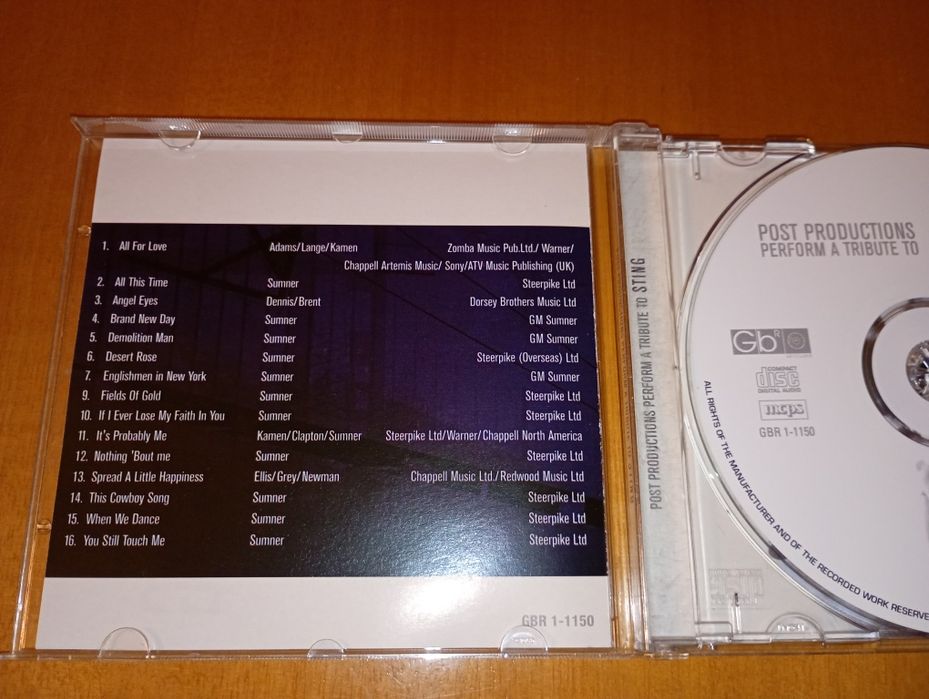 1. All For Love Adams/Lange/Kamen Zomba Music Pub.Ltd./ Warner/
Chappell Artemis Music/ Sony/ATV Music Publishing (UK)
2. All This Time Sumner Steerpike Ltd
3. Angel Eyes Dennis/Brent Dorsey Brothers Music Ltd
4. Brand New Day Sumner GM Sumner
5. Demolition Man Sumner GM Sumner
6. Desert Rose Sumner Steerpike (Overseas) Ltd
7. Englishmen in New York Sumner GM Sumner
9. Fields Of Gold Sumner Steerpike Ltd
10. If I Ever Lose My Faith In You Sumner Steerpike Ltd
11. It's Probably Me Kamen/Clapton/Sumner Steerpike Ltd/Warner/Chappell North America
12. Nothing 'Bout me Sumner Steerpike Ltd
13. Spread A Little Happiness Ellis/Grey/Newman Chappell Music Ltd./Redwood Music Ltd
14. This Cowboy Song Sumner Steerpike Ltd
15. When We Dance Sumner Steerpike Ltd
16. You Still Touch Me Sumner Steerpike Ltd
GBR 1-1150
POST PRODUCTIONS PERFORM A TRIBUTE TO STING
POST PRODUCTIONS
PERFORM A TRIBUTE TO
GbR
COMPACT
disc
DIGITAL AUDIO
mcps
GBR 1-1150
ALL RIGHTS OF THE MANUFACTURER AND OF THE RECORDED WORK RESERVE